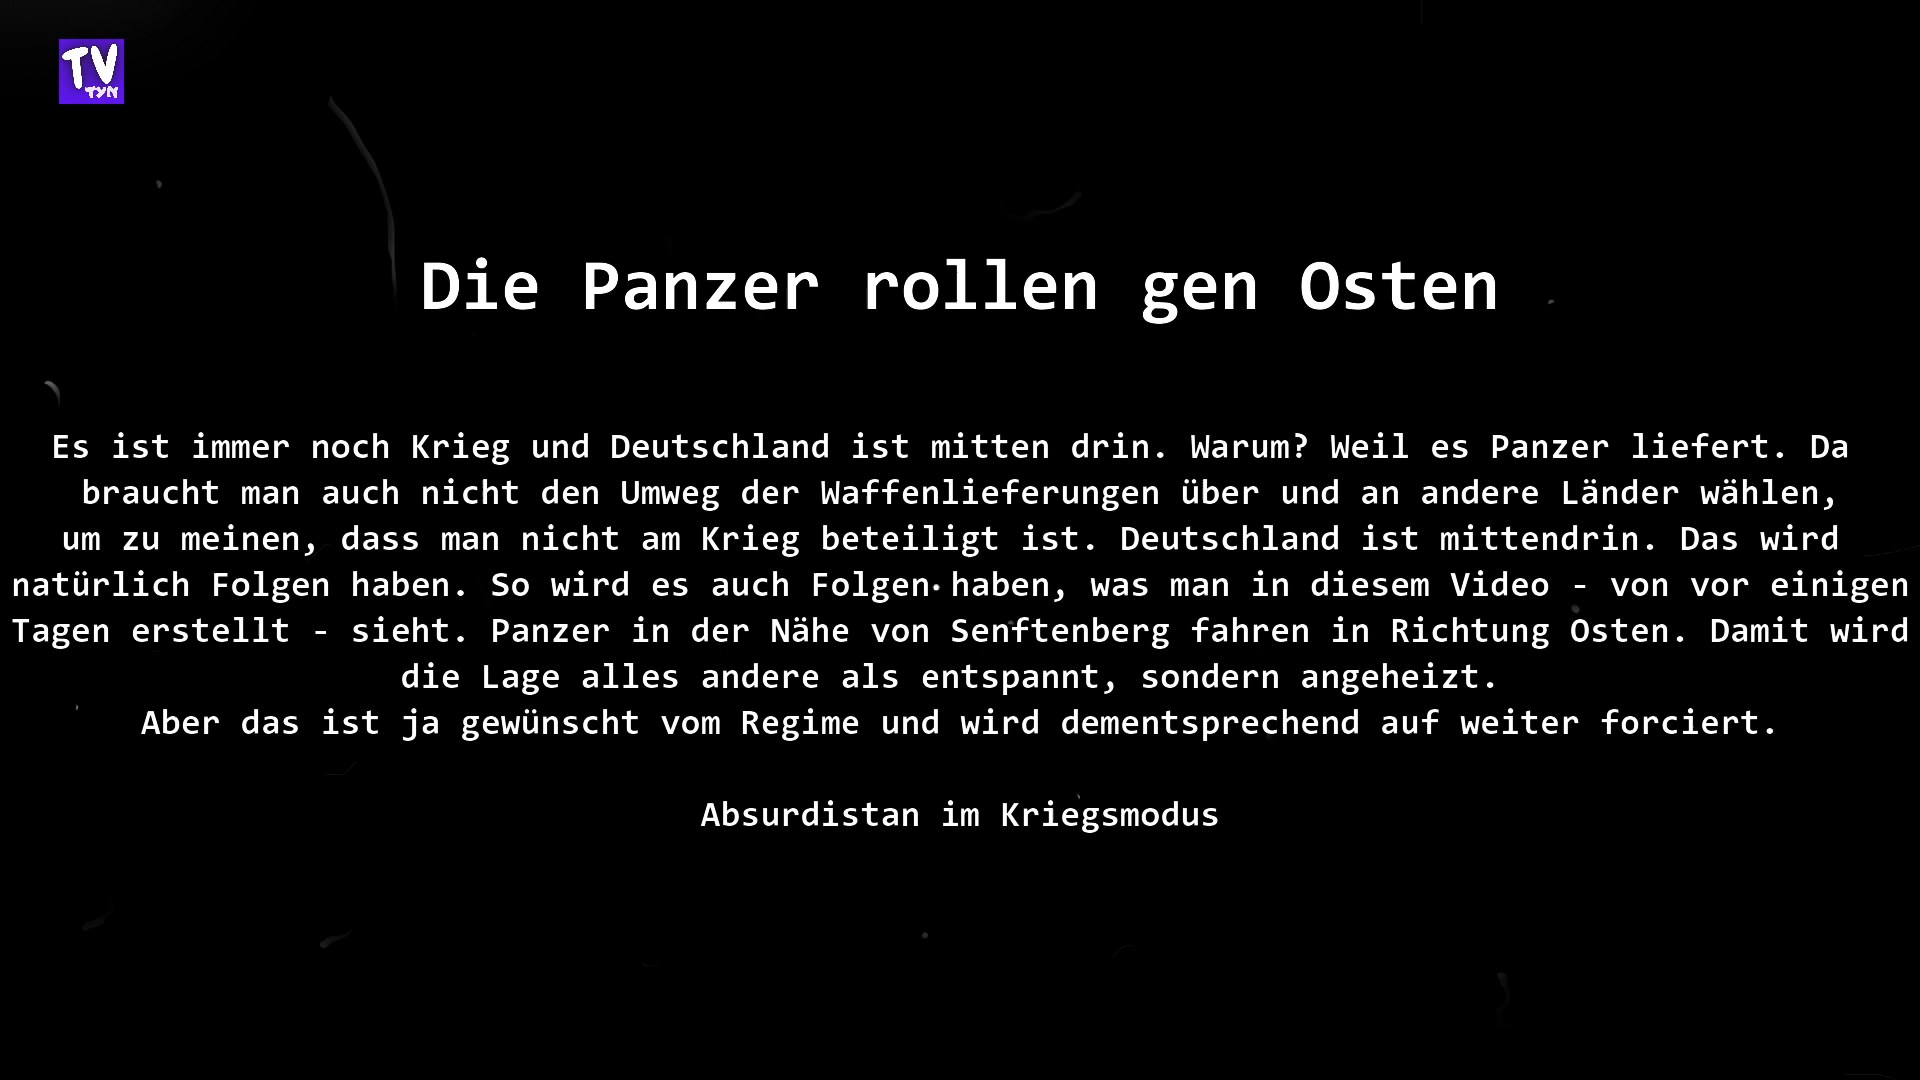 TV
TYN
Die Panzer rollen gen Osten
Es ist immer noch Krieg und Deutschland ist mitten drin. Warum? Weil es Panzer liefert. Da
braucht man auch nicht den Umweg der Waffenlieferungen über und an andere Länder wählen,
um zu meinen, dass man nicht am Krieg beteiligt ist. Deutschland ist mittendrin. Das wird
natürlich Folgen haben. So wird es auch Folgen haben, was man in diesem Video - von vor einigen
Tagen erstellt - sieht. Panzer in der Nähe von Senftenberg fahren in Richtung Osten. Damit wird
die Lage alles andere als entspannt, sondern angeheizt.
Aber das ist ja gewünscht vom Regime und wird dementsprechend auf weiter forciert.
Absurdistan im Kriegsmodus